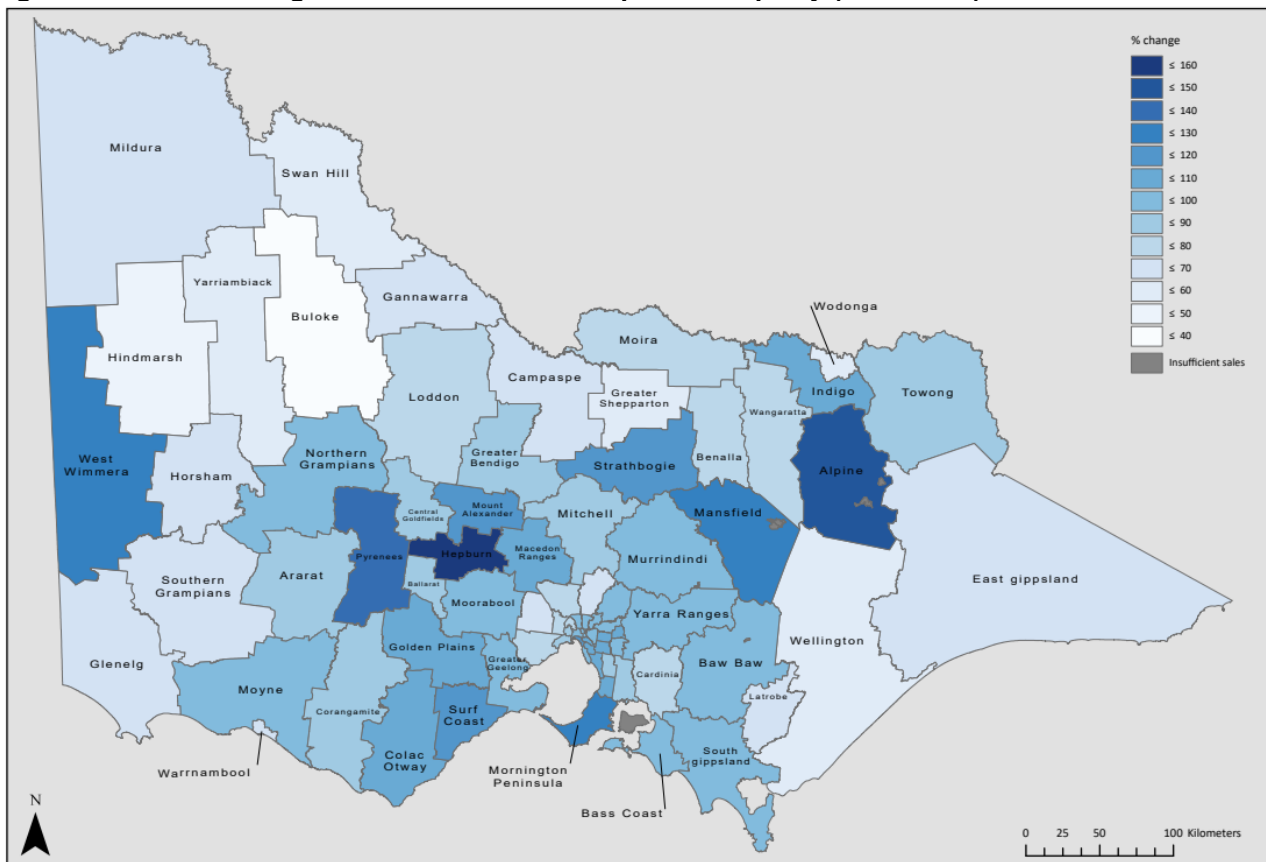 % change
≤ 160
≤ 150
≤ 140
≤ 130
≤ 120
≤ 110
≤ 100
≤ 90
≤ 80
≤ 70
≤ 60
≤ 50
≤ 40
Insufficient sales
Mildura
Swan Hill
Yarriambiack
Gannawarra
Buloke
Wodonga
Hindmarsh
Moira
Campaspe
Greater
Shepparton
Indigo
Towong
Loddon
Wangaratta
West
Wimmera
Horsham
Northern
Grampians
Greater
Bendigo
Strathbogie
Benalla
Alpine
Central
Goldfields
Mount
Alexander
Mitchell
Mansfield
Pyrenees
Hepburn
Macedon
Ranges
Murrindindi
Southern
Grampians
Ararat
Ballarat
Moorabool
East gippsland
Yarra Ranges
Wellington
Glenelg
Golden Plains
Greater
Geelong
Baw Baw
Cardinia
Moyne
Corangamite
Surf
Coast
Latrobe
Colac
Otway
South
gippsland
Warrnambool
Mornington
Peninsula
Bass Coast
N
0 25 50 100 Kilometers